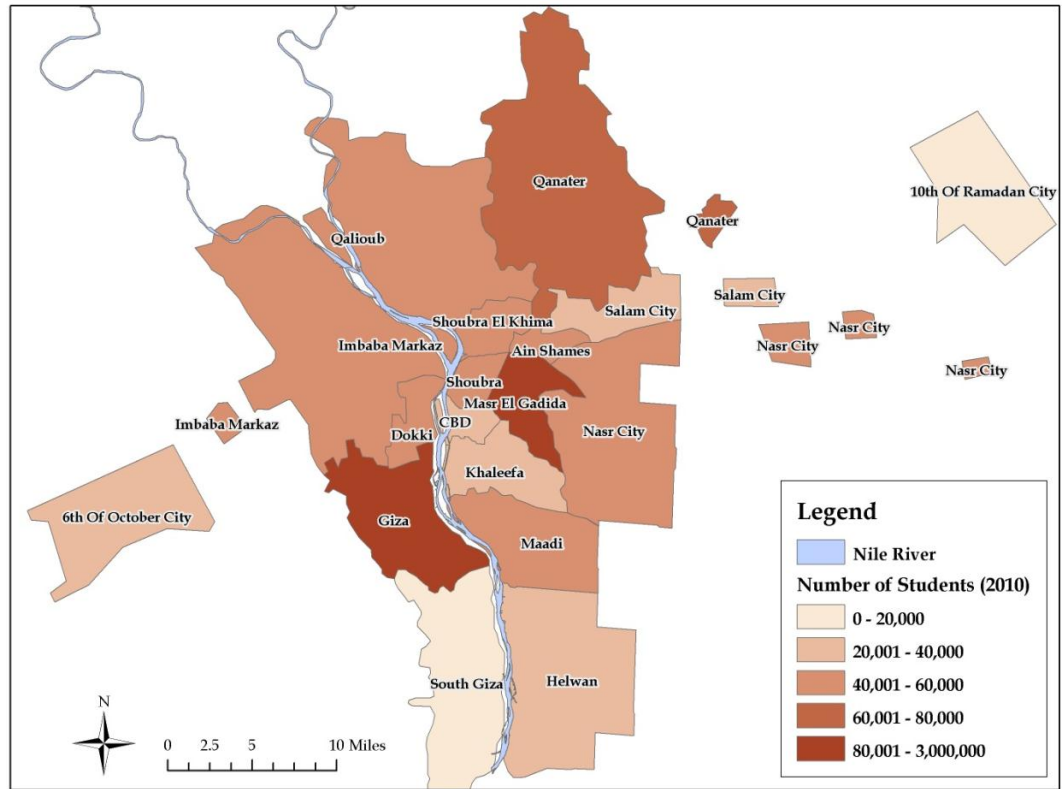 Qanater
10th Of Ramadan City
Qanater
Qalioub
Salam City
Salam City
Shoubra El Khima
Nasr City
Imbaba Markaz
Ain Shames
Nasr City
Nasr City
Shoubra
Masr El Gadida
Imbaba Markaz
CBD
Dokki
Nasr City
Khaleefa
6th Of October City
Giza
Maadi
South Giza
Helwan
N
0 2.5 5 10 Miles
Legend
Nile River
Number of Students (2010)
0 - 20,000
20,001 - 40,000
40,001 - 60,000
60,001 - 80,000
80,001 - 3,000,000